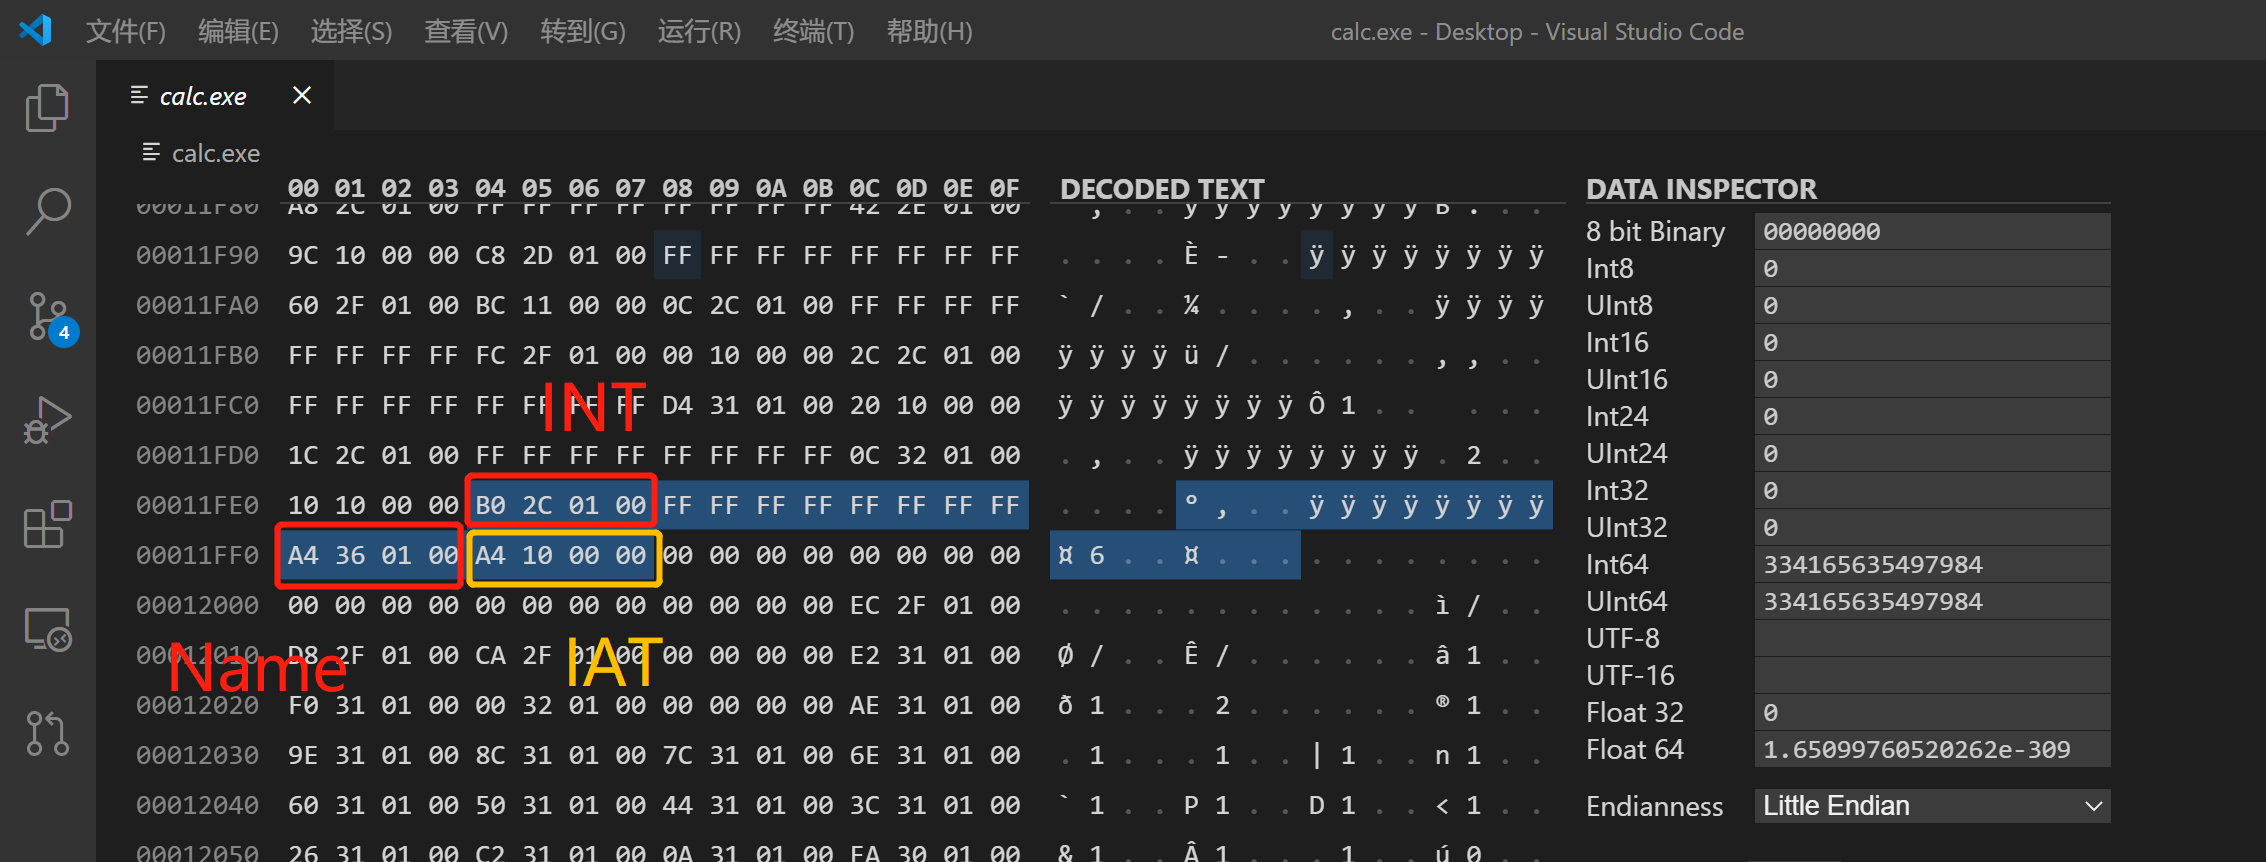 文件(F) 编辑(E) 选择(S) 查看(V) 转到(G) 运行(R) 终端(T) 帮助(H) calc.exe - Desktop - Visual Studio Code
calc.exe
calc.exe
00 01 02 03 04 05 06 07 08 09 0A 0B 0C 0D 0E 0F DECODED TEXT DATA INSPECTOR
00011F80 A8 2C 01 00 FF FF FF FF FF FF FF FF 42 2E 01 00 . , . . ÿ ÿ ÿ ÿ ÿ ÿ ÿ ÿ B . . .
00011F90 9C 10 00 00 C8 2D 01 00 FF FF FF FF FF FF FF FF . . . . È - . . ÿ ÿ ÿ ÿ ÿ ÿ ÿ ÿ
00011FA0 60 2F 01 00 BC 11 00 00 0C 2C 01 00 FF FF FF FF ` / . . ¼ . . . . , . . ÿ ÿ ÿ ÿ
00011FB0 FF FF FF FF FC 2F 01 00 00 10 00 00 2C 2C 01 00 ÿ ÿ ÿ ÿ ü / . . . . . . , , . .
00011FC0 FF FF FF FF FF FF FF FF D4 31 01 00 20 10 00 00 ÿ ÿ ÿ ÿ ÿ ÿ ÿ ÿ Ô 1 . . . . .
INT
00011FD0 1C 2C 01 00 FF FF FF FF FF FF FF FF 0C 32 01 00 . , . . ÿ ÿ ÿ ÿ ÿ ÿ ÿ ÿ . 2 . .
00011FE0 10 10 00 00 B0 2C 01 00 FF FF FF FF FF FF FF FF . . . . ° , . . ÿ ÿ ÿ ÿ ÿ ÿ ÿ ÿ
00011FF0 A4 36 01 00 A4 10 00 00 00 00 00 00 00 00 00 00 ¤ 6 . . ¤ . . . . . . . . . . .
00012000 00 00 00 00 00 00 00 00 00 00 00 00 EC 2F 01 00 . . . . . . . . . . . . ì / . .
00012010 D8 2F 01 00 CA 2F 01 00 00 00 00 00 E2 31 01 00 Ø / . . Ê / . . . . . . â 1 . .
Name
IAT
00012020 F0 31 01 00 00 32 01 00 00 00 00 00 AE 31 01 00 ð 1 . . . 2 . . . . . . ® 1 . .
00012030 9E 31 01 00 8C 31 01 00 7C 31 01 00 6E 31 01 00 . 1 . . . 1 . . | 1 . . n 1 . .
00012040 60 31 01 00 50 31 01 00 44 31 01 00 3C 31 01 00 ` 1 . . P 1 . . D 1 . . < 1 . .
00012050 26 31 01 00 C2 31 01 00 0A 31 01 00 FA 30 01 00 & 1 . . Â 1 . . . 1 . . ú 0 . .
8 bit Binary 00000000
Int8 0
UInt8 0
Int16 0
UInt16 0
Int24 0
UInt24 0
Int32 0
UInt32 0
Int64 334165635497984
UInt64 334165635497984
UTF-8
UTF-16
Float 32 0
Float 64 1.65099760520262e-309
Endianness Little Endian
4